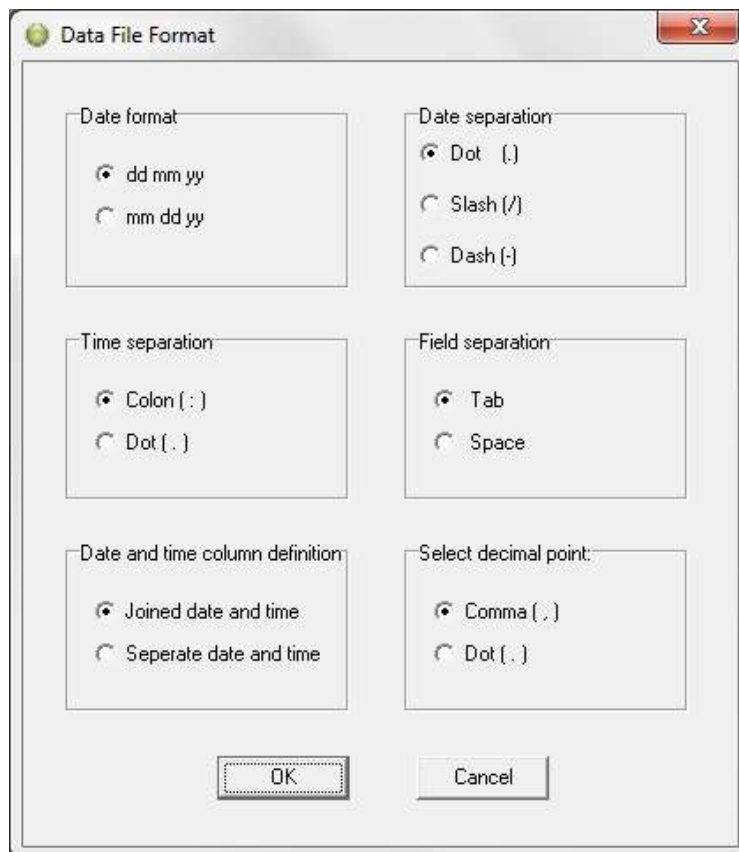 Data File Format
Date format
dd mm yy
mm dd yy
Date separation
Dot (.)
Slash (/)
Dash (-)
Time separation
Colon ( : )
Dot ( . )
Field separation
Tab
Space
Date and time column definition
Joined date and time
Seperate date and time
Select decimal point:
Comma ( , )
Dot ( . )
OK
Cancel